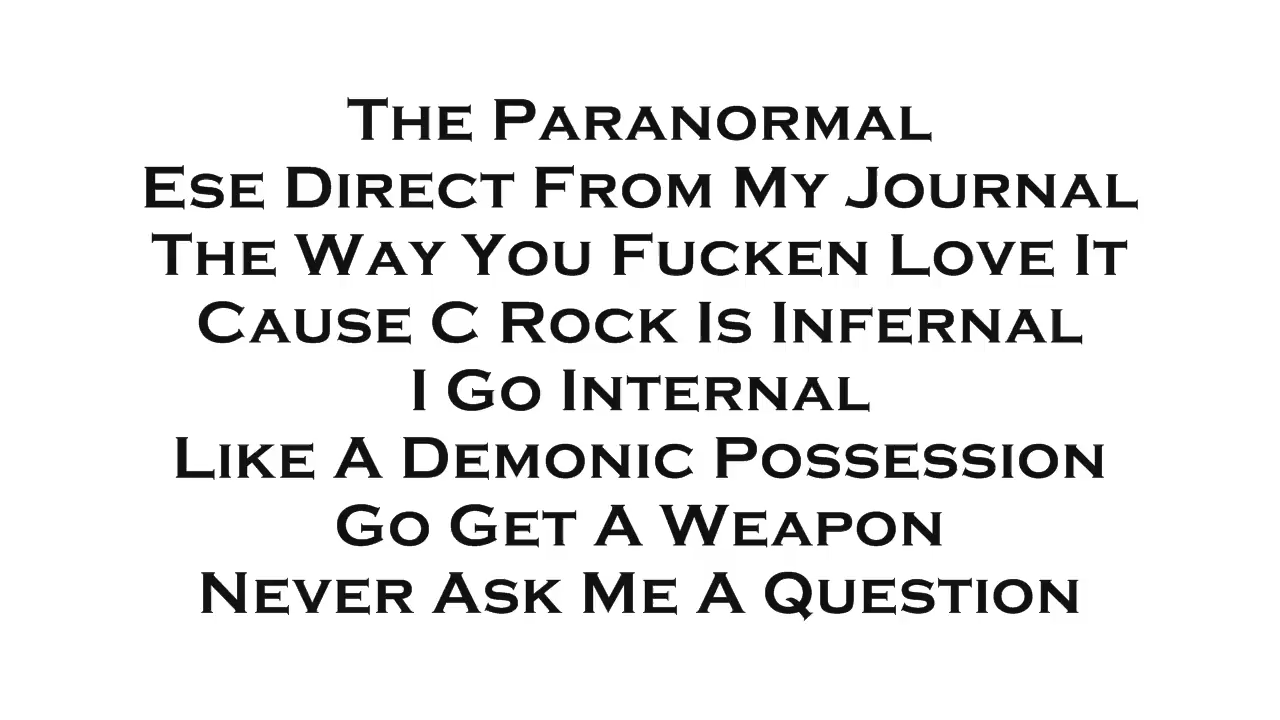 The Paranormal
Ese Direct From My Journal
The Way You Fucken Love It
Cause C Rock Is Infernal
I Go Internal
Like A Demonic Possession
Go Get A Weapon
Never Ask Me A Question